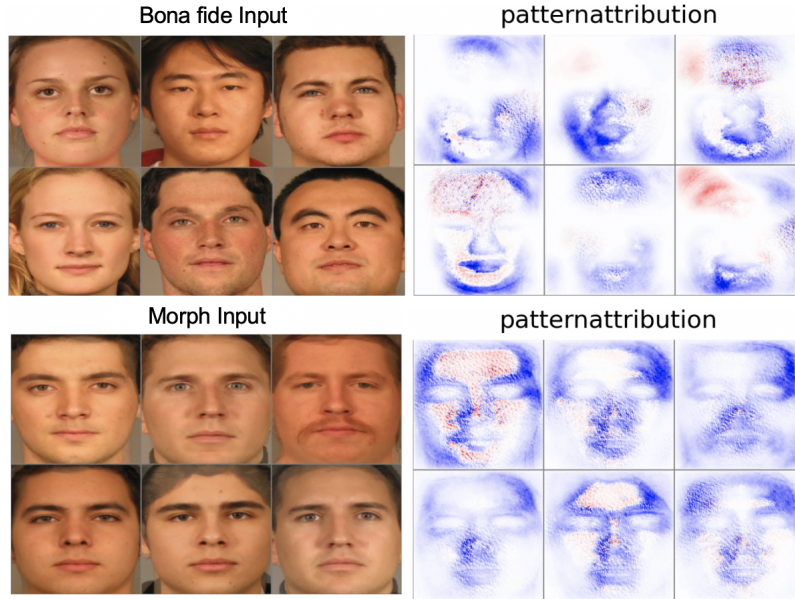 Bona fide Input
patternattribution
Morph Input
patternattribution